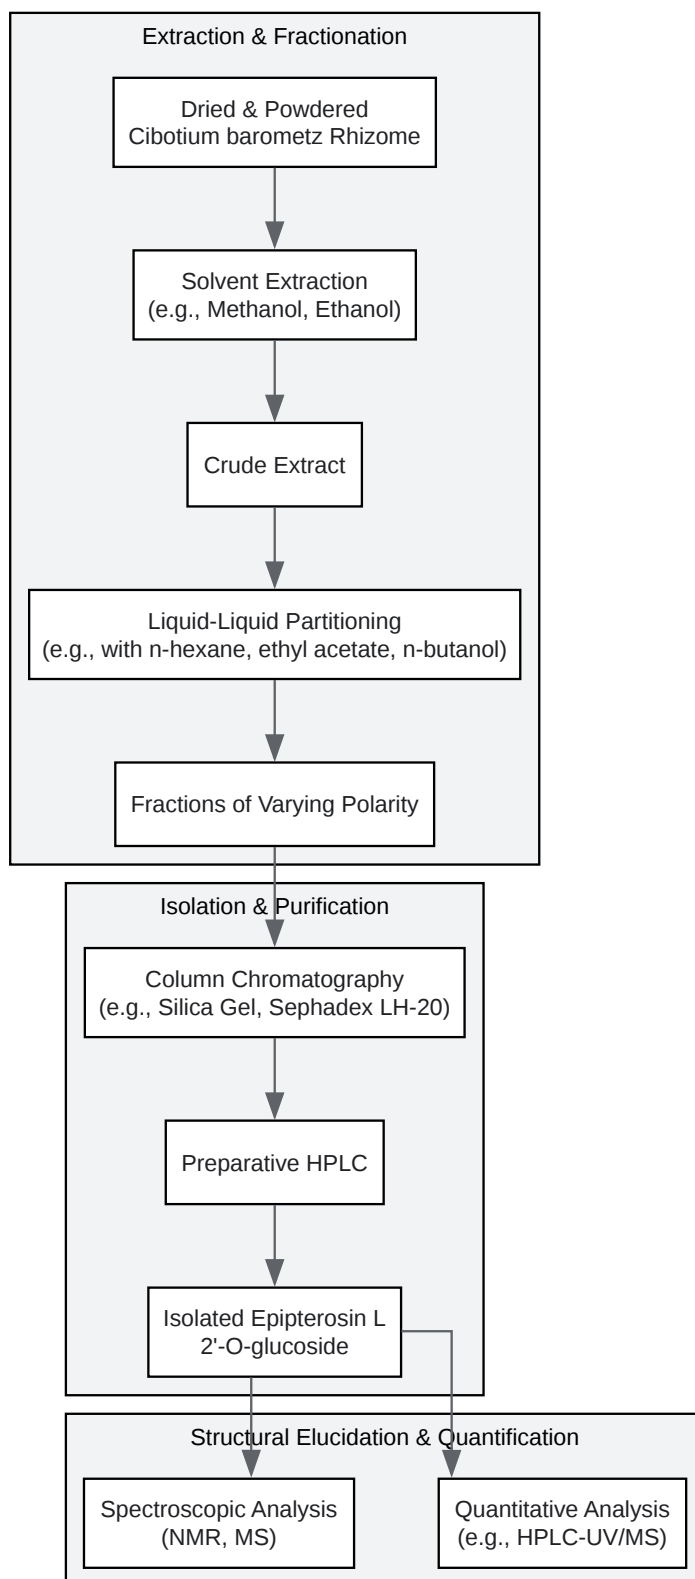 Extraction & Fractionation
Dried & Powdered
Cibotium barometz Rhizome
Solvent Extraction
(e.g., Methanol, Ethanol)
Crude Extract
Liquid-Liquid Partitioning
(e.g., with n-hexane, ethyl acetate, n-butanol)
Fractions of Varying Polarity
Isolation & Purification
Column Chromatography
(e.g., Silica Gel, Sephadex LH-20)
Preparative HPLC
Isolated Epipterosin L
2'-O-glucoside
Structural Elucidation & Quantification
Spectroscopic Analysis
(NMR, MS)
Quantitative Analysis
(e.g., HPLC-UV/MS)